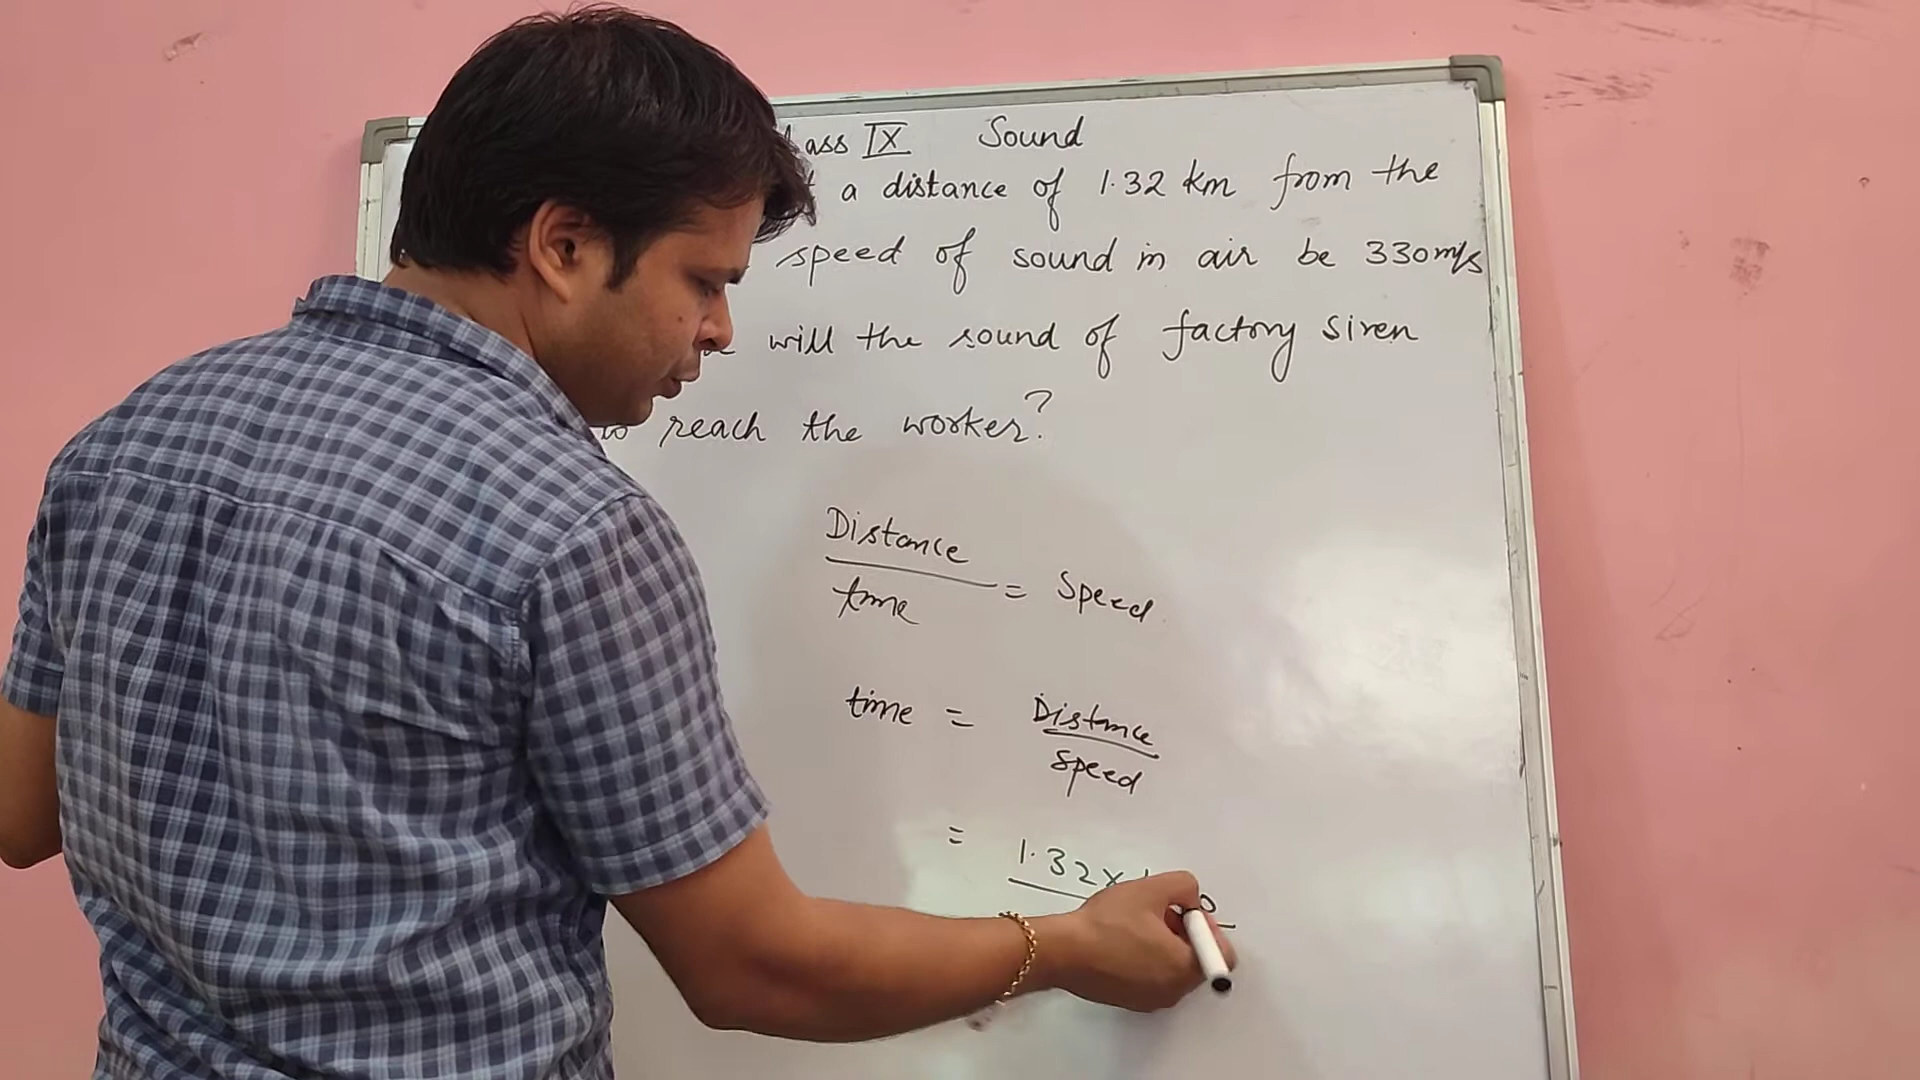 ass IX Sound
a distance of 1.32 km from the
speed of sound in air be 330m/s
will the sound of factory siren
to reach the worker?
Distance
time
= Speed
time = Distance
speed
= 1.32x